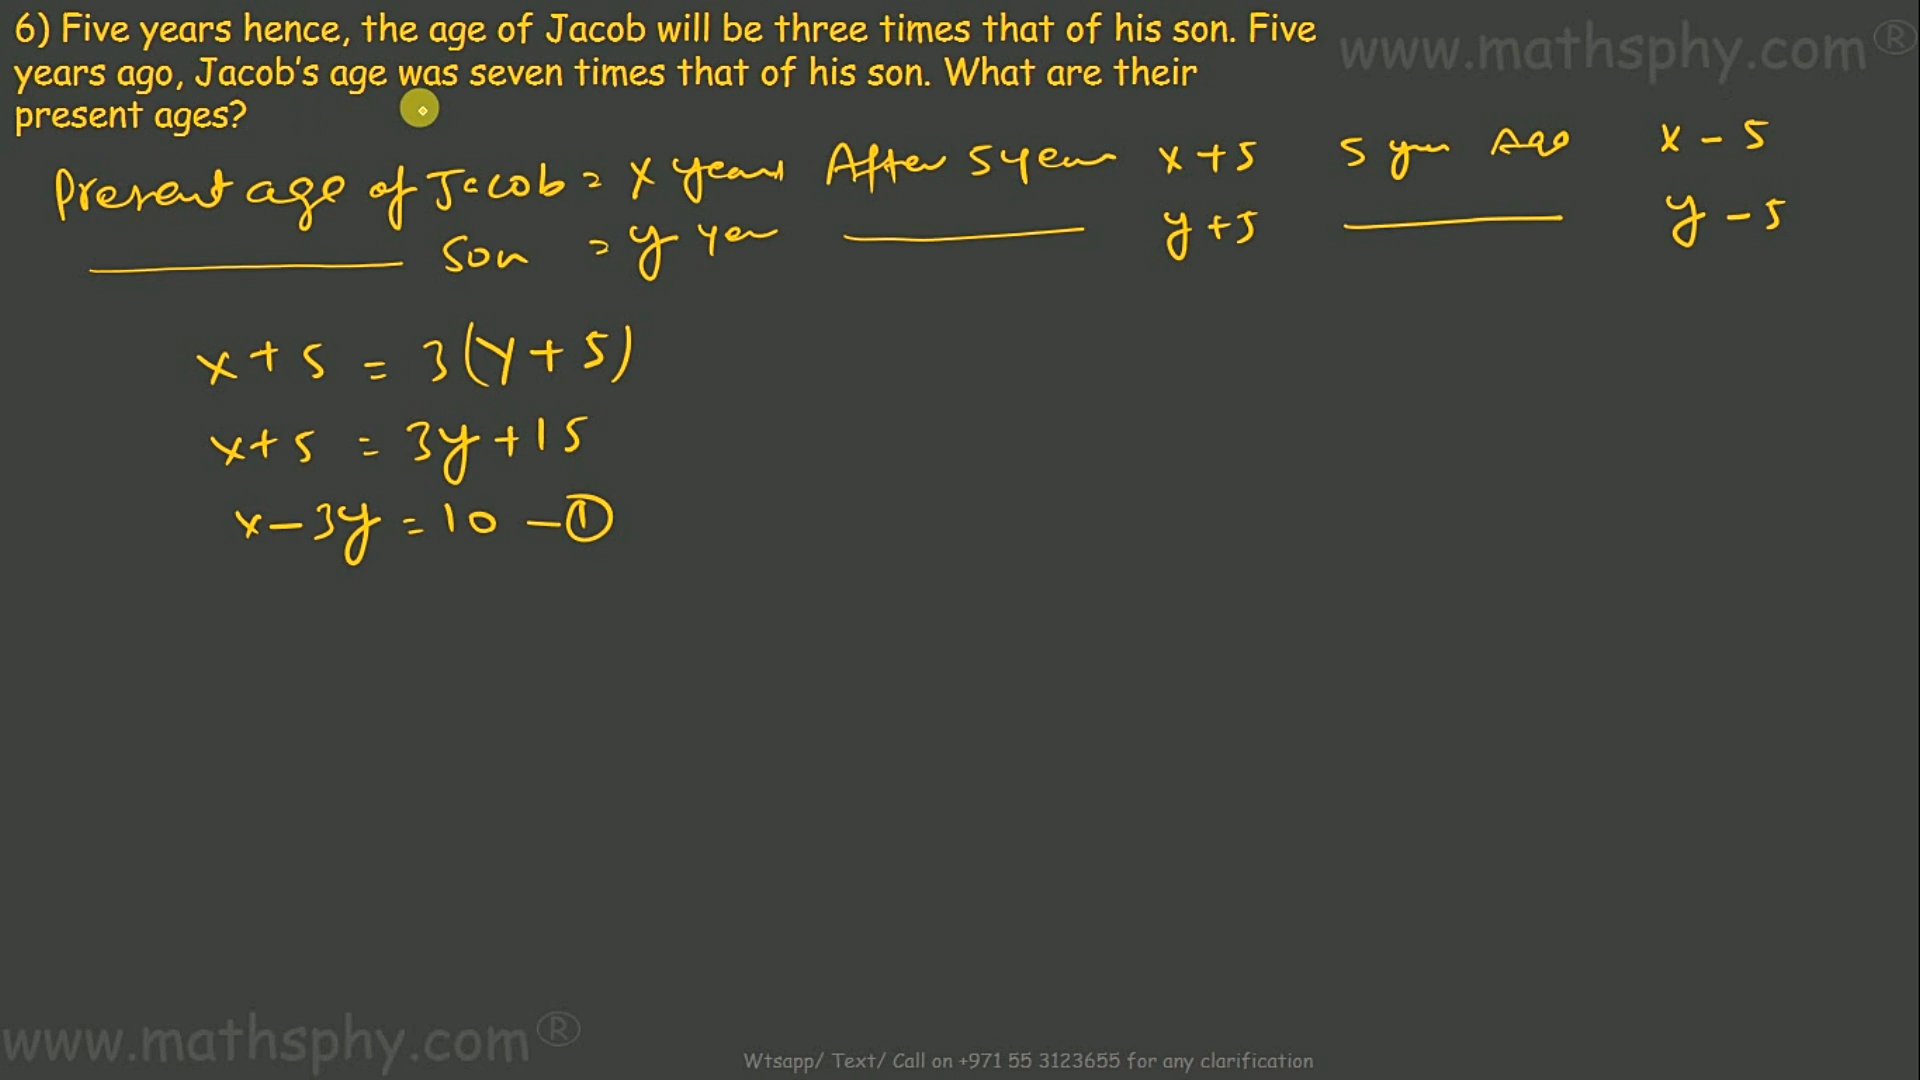 6) Five years hence, the age of Jacob will be three times that of his son. Five
www.mathsphy.com®
years ago, Jacob's age was seven times that of his son. What are their
present ages?
Present age of Jacob = x years After 5 year x + 5 5 year Ago x - 5
son = y year y + 5 y - 5
x + 5 = 3(y + 5)
x + 5 = 3y + 15
x - 3y = 10 - ①
www.mathsphy.com®
Wtsapp/ Text/ Call on +971 55 3123655 for any clarification